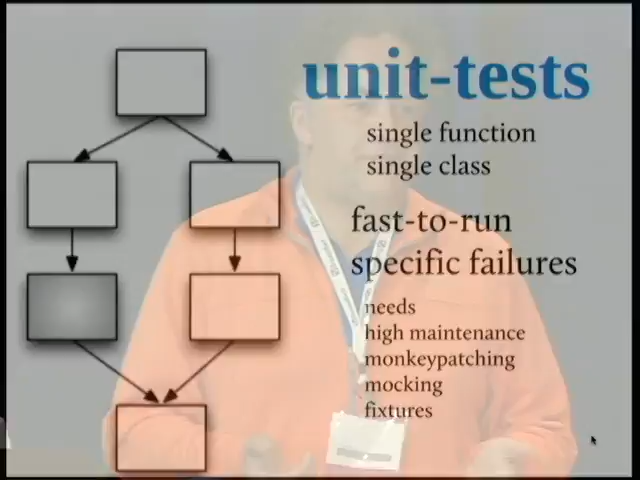 unit-tests
single function
single class
fast-to-run
specific failures
needs
high maintenance
monkeypatching
mocking
fixtures